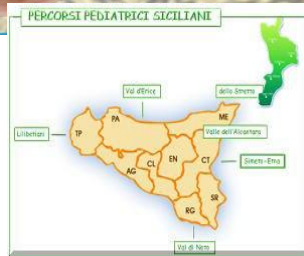 PERCORSI PEDIATRICI SICILIANI
Val d'Erice
dello Stretto
ME
PA
Lilibetani
TP
Valle dell'Alcantara
EN
CL
CT
Simeto-Etna
AG
SR
RG
Val di Noto